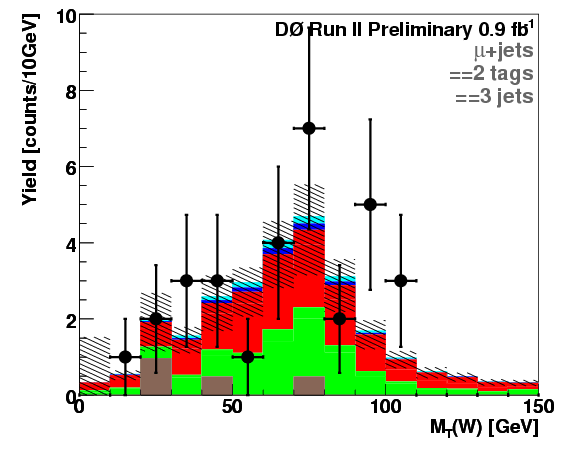 DØ Run II Preliminary 0.9 fb⁻¹
μ+jets
==2 tags
==3 jets
Yield [counts/10GeV]
10
8
6
4
2
0
0 50 100 150
M_T(W) [GeV]